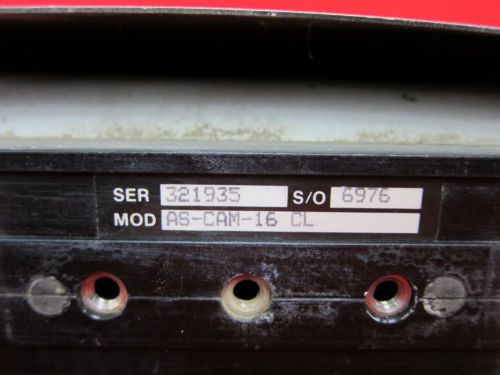 SER 321935 S/O 6976
MOD AS-CAM-16 CL